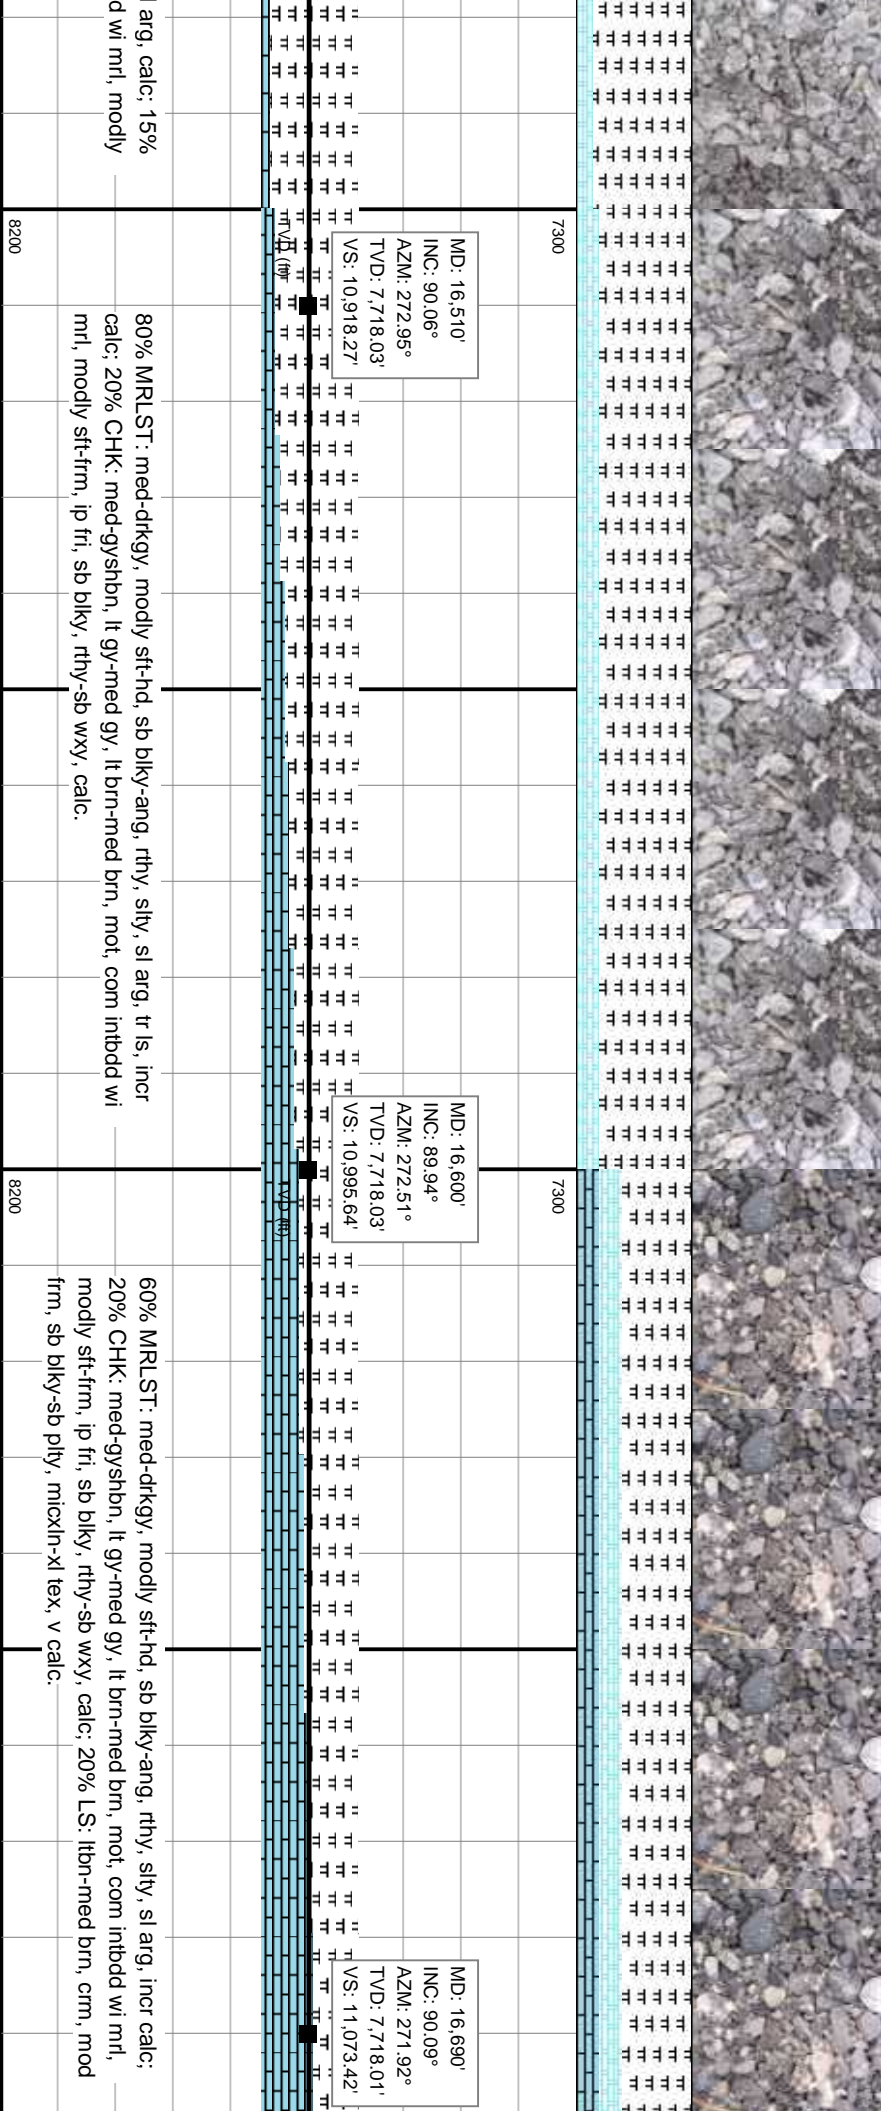 l arg, calc; 15%
d wi mrl, modly
8200
7300
TVD (ft)
MD: 16,510'
INC: 90.06°
AZM: 272.95°
TVD: 7,718.03'
VS: 10,918.27'
80% MRLST: med-drkgy, modly sft-hd, sb blky-ang, rthy, slty, sl arg, tr ls, incr
calc; 20% CHK: med-gyshbn, lt gy-med gy, lt brn-med brn, mot, com intbdd wi
mrl, modly sft-frm, ip fri, sb blky, rthy-sb wxy, calc.
7300
8200
TVD (ft)
MD: 16,600'
INC: 89.94°
AZM: 272.51°
TVD: 7,718.03'
VS: 10,995.64'
60% MRLST: med-drkgy, modly sft-hd, sb blky-ang, rthy, slty, sl arg, incr calc;
20% CHK: med-gyshbn, lt gy-med gy, lt brn-med brn, mot, com intbdd wi mrl,
modly sft-frm, ip fri, sb blky, rthy-sb wxy, calc; 20% LS: ltbn-med brn, crm, mod
frm, sb blky-sb plty, micxln-xl tex, v calc.
MD: 16,690'
INC: 90.09°
AZM: 271.92°
TVD: 7,718.01'
VS: 11,073.42'